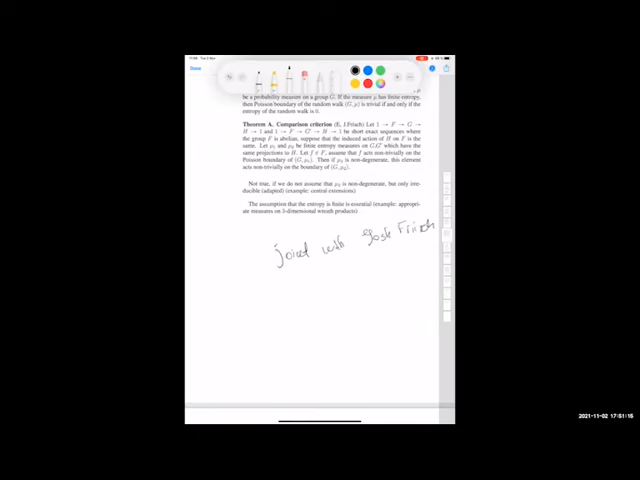 Done
be a probability measure on a group G. If the measure μ has finite entropy,
then Poisson boundary of the random walk (G, μ) is trivial if and only if the
entropy of the random walk is 0.
Theorem A. Comparison criterion (E, J.Frisch) Let 1 → F → G →
H → 1 and 1 → F → G' → H → 1 be short exact sequences where
the group F is abelian, suppose that the induced action of H on F is the
same. Let μ₁ and μ₂ be finite entropy measures on G,G' which have the
same projections to H. Let f ∈ F, assume that f acts non-trivially on the
Poisson boundary of (G, μ₁). Then if μ₂ is non-degenerate, this element
acts non-trivially on the boundary of (G, μ₂).
Not true, if we do not assume that μ₂ is non-degenerate, but only irre-
ducible (adapted) (example: central extensions)
The assumption that the entropy is finite is essential (example: appropri-
ate measures on 3-dimensional wreath products)
joint with Josh Frisch
2021-11-02 17:51:15